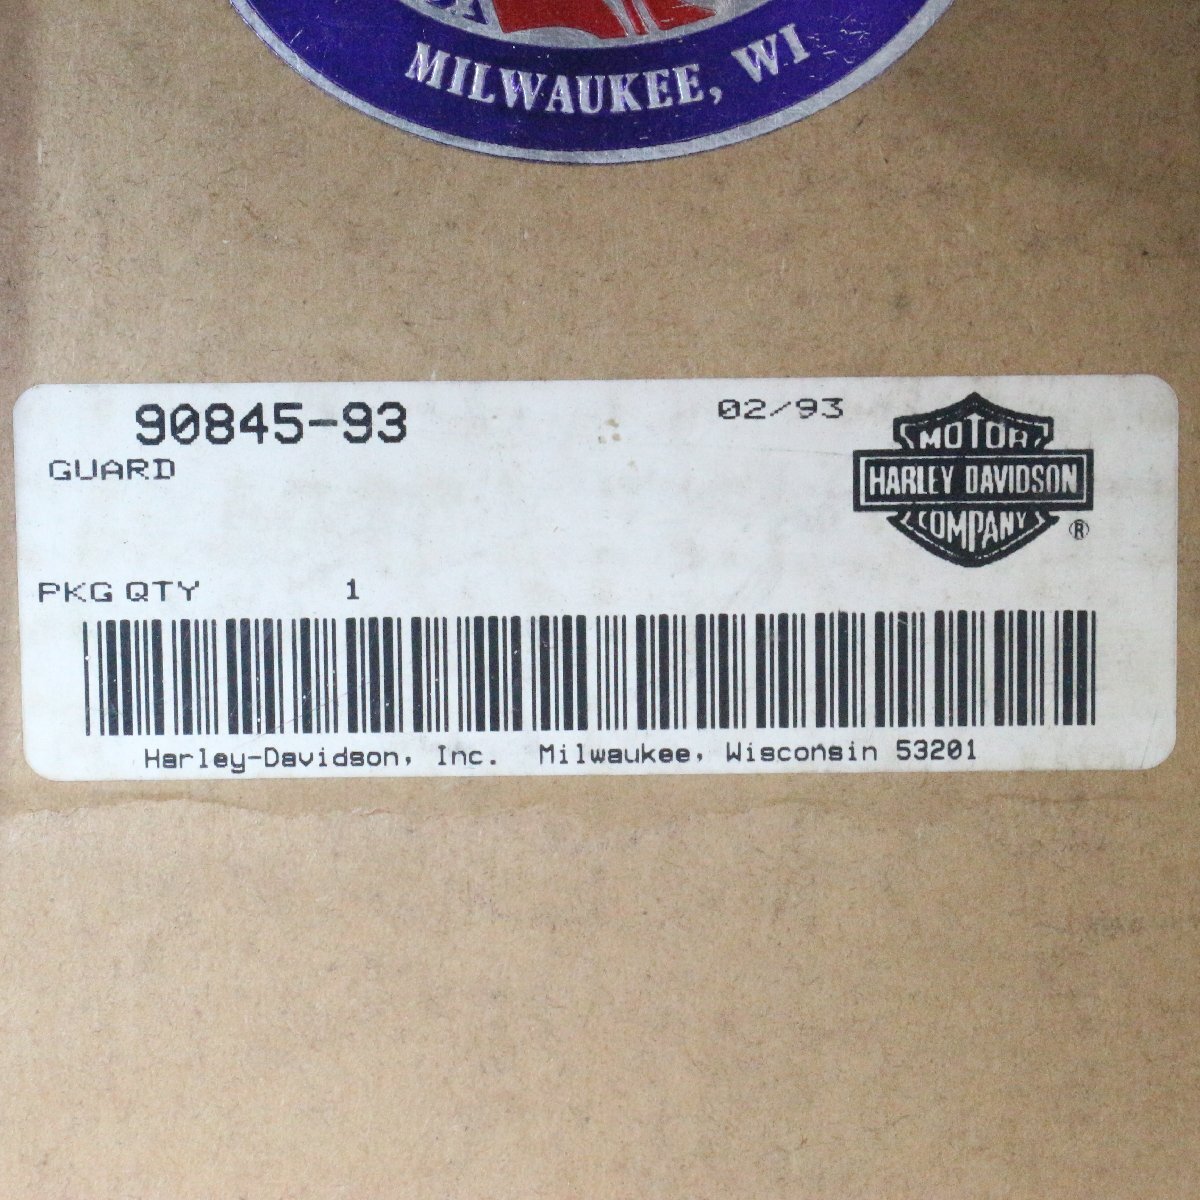 MILWAUKEE, WI
90845-93
02/93
GUARD
MOTOR
HARLEY DAVIDSON
COMPANY
®
PKG QTY 1
Harley-Davidson, Inc. Milwaukee, Wisconsin 53201